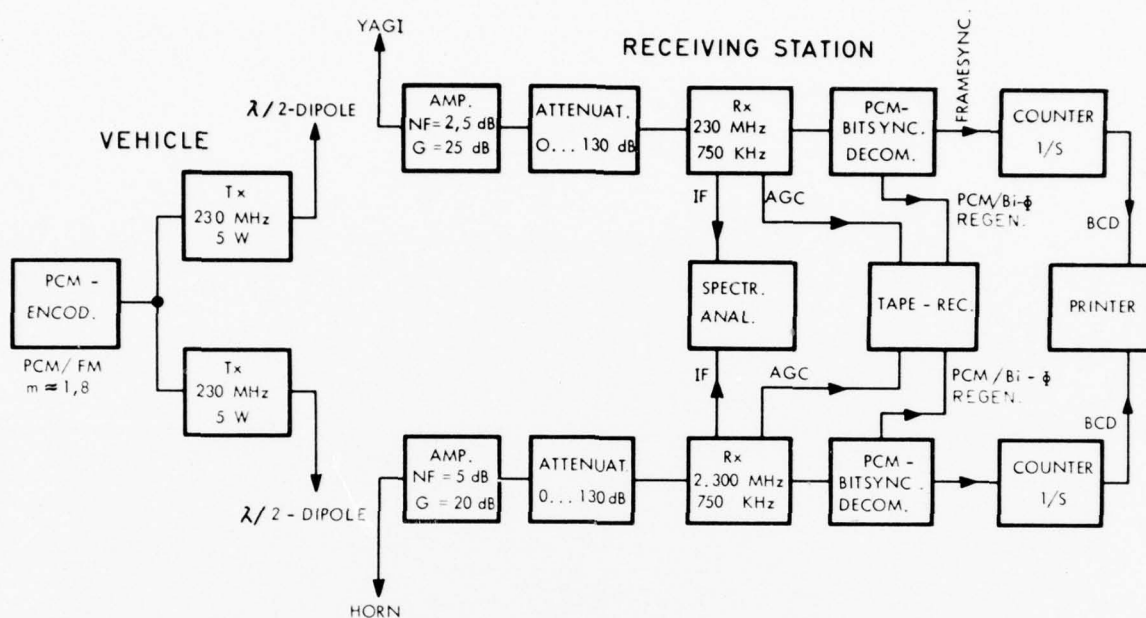 YAGI
RECEIVING STATION
FRAMESYNC.
λ/2-DIPOLE
VEHICLE
AMP.
NF= 2,5 dB
G = 25 dB
ATTENUAT.
O... 130 dB
Rx
230 MHz
750 KHz
PCM-
BITSYNC.
DECOM.
COUNTER
1/S
Tx
230 MHz
5 W
IF
AGC
PCM/Bi-Φ
REGEN.
BCD
PCM -
ENCOD.
PCM/FM
m ≈ 1,8
SPECTR.
ANAL.
TAPE-REC.
PRINTER
Tx
230 MHz
5 W
IF
AGC
PCM/Bi-Φ
REGEN.
BCD
λ/2-DIPOLE
AMP.
NF = 5 dB
G = 20 dB
ATTENUAT.
0... 130 dB
Rx
2.300 MHz
750 KHz
PCM -
BITSYNC.
DECOM.
COUNTER
1/S
HORN